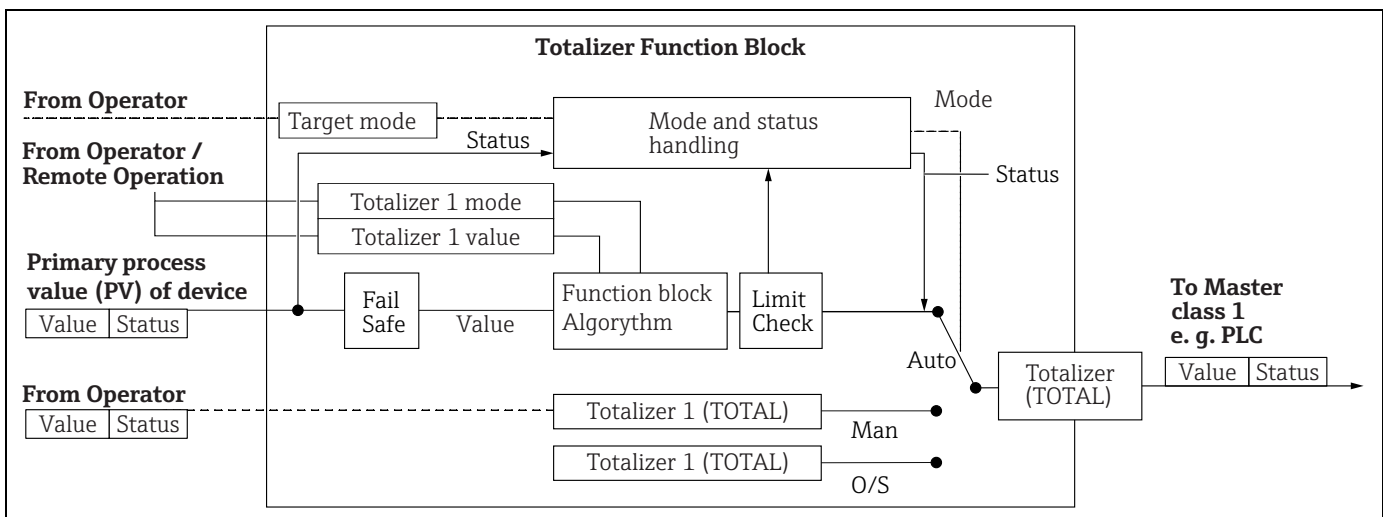 Totalizer Function Block
From Operator
Target mode
Mode and status
handling
Mode
Status
From Operator /
Remote Operation
Status
Totalizer 1 mode
Totalizer 1 value
Primary process
value (PV) of device
Value Status
Fail
Safe
Value
Function block
Algorythm
Limit
Check
Auto
To Master
class 1
e. g. PLC
Value Status
Totalizer
(TOTAL)
From Operator
Value Status
Totalizer 1 (TOTAL)
Man
Totalizer 1 (TOTAL)
O/S